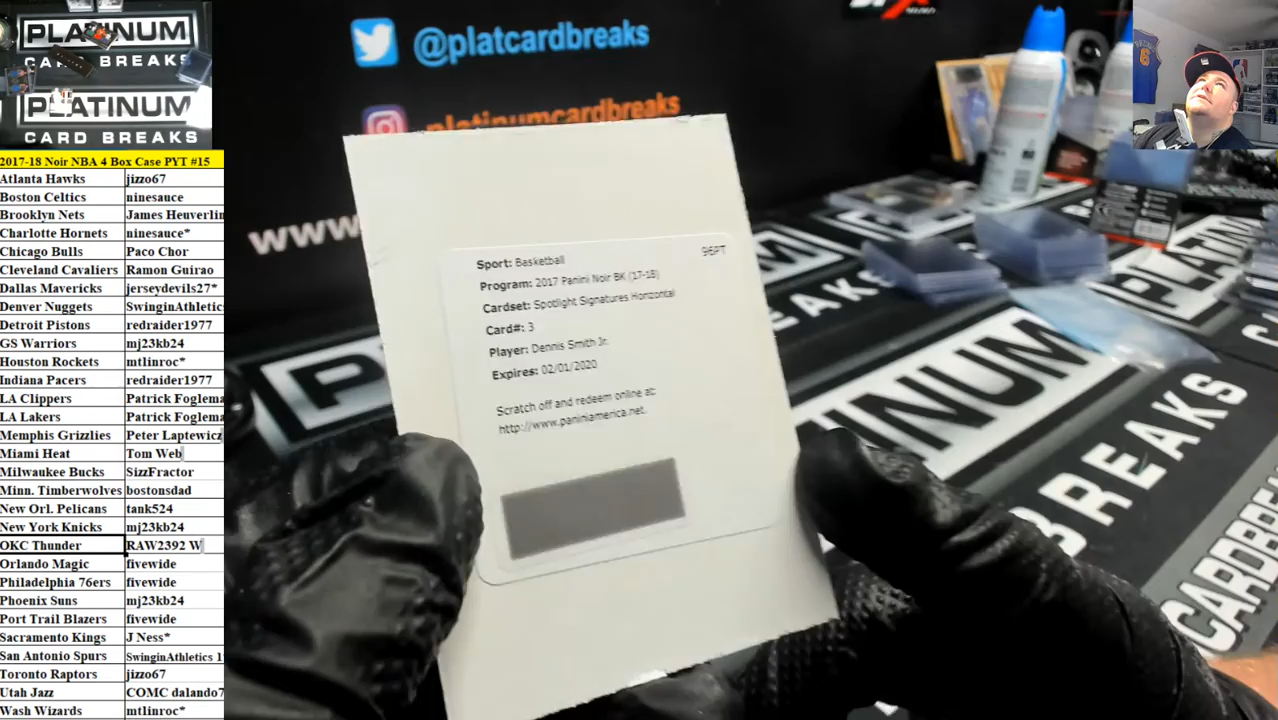 PLATINUM
CARD BREAKS
PLATINUM
CARD BREAKS
2017-18 Noir NBA 4 Box Case PYT #15
Atlanta Hawks jizzo67
Boston Celtics ninesauce
Brooklyn Nets James Heuverlin
Charlotte Hornets ninesauce*
Chicago Bulls Paco Chor
Cleveland Cavaliers Ramon Guirao
Dallas Mavericks jerseydevils27*
Denver Nuggets SwinginAthletic
Detroit Pistons redraider1977
GS Warriors mj23kb24
Houston Rockets mtlinroc*
Indiana Pacers redraider1977
LA Clippers Patrick Foglema
LA Lakers Patrick Foglema
Memphis Grizzlies Peter Laptewicz
Miami Heat Tom Web
Milwaukee Bucks SizzFractor
Minn. Timberwolves bostonsdad
New Orl. Pelicans tank524
New York Knicks mj23kb24
OKC Thunder RAW2392 W
Orlando Magic fivewide
Philadelphia 76ers fivewide
Phoenix Suns mj23kb24
Port Trail Blazers fivewide
Sacramento Kings J Ness*
San Antonio Spurs SwinginAthletics 1
Toronto Raptors jizzo67
Utah Jazz COMC dalando7
Wash Wizards mtlinroc*
@platcardbreaks
platinumcardbreaks
www.
96PT
Sport: Basketball
Program: 2017 Panini Noir BK (17-18)
Cardset: Spotlight Signatures Horizontal
Card#: 3
Player: Dennis Smith Jr.
Expires: 02/01/2020
Scratch off and redeem online at:
http://www.paniniamerica.net.
PLATINUM
BREAKS
CARDBREA
6